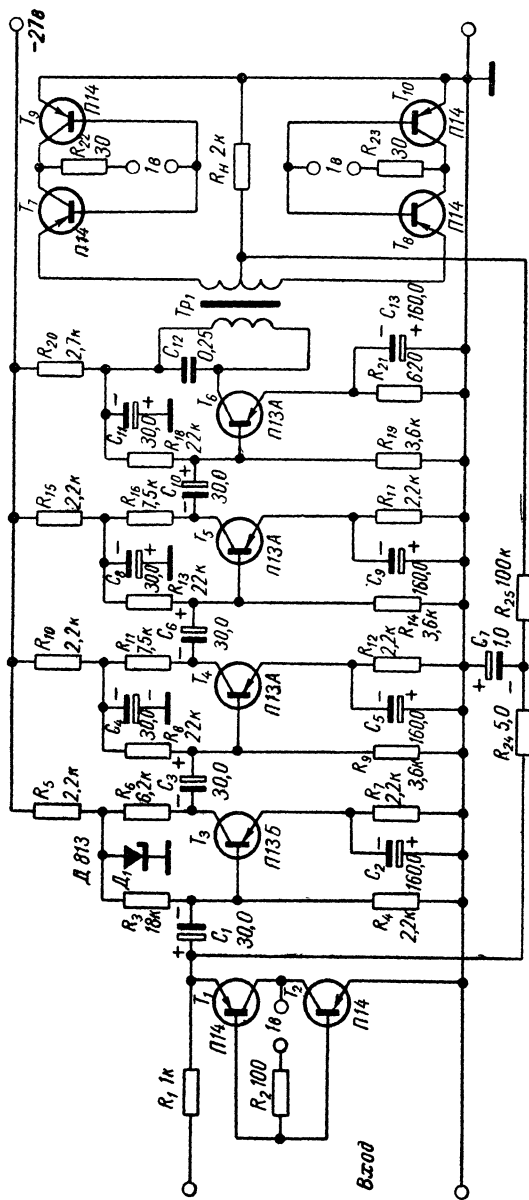 -27в
R₁ 1к
Вход
T₁
П14
R₂ 100
1в
T₂
П14
C₁
30,0
R₃
18к
Д 813
Д₁
R₄
2,2к
R₅
2,2к
R₆
6,2к
T₃
П13Б
C₂
160,0
R₇
2,2к
C₃
30,0
R₈
22к
C₄
30,0
R₉
3,6к
R₁₀
2,2к
R₁₁
7,5к
T₄
П13А
C₅
160,0
R₁₂
2,2к
C₆
30,0
R₁₃
22к
C₈
30,0
R₁₄
3,6к
R₁₅
2,2к
R₁₆
7,5к
T₅
П13А
C₉
160,0
R₁₇
2,2к
C₁₀
30,0
R₁₈
22к
C₁₁
30,0
R₁₉
3,6к
R₂₀
2,7к
C₁₂
0,25
T₆
П13А
R₂₁
620
C₁₃
160,0
Тр₁
T₇
П14
T₉
П14
R₂₂
30
1в
Rн 2к
T₈
П14
T₁₀
П14
R₂₃
30
1в
C₇
1,0
R₂₄ 5,0
R₂₅ 100к